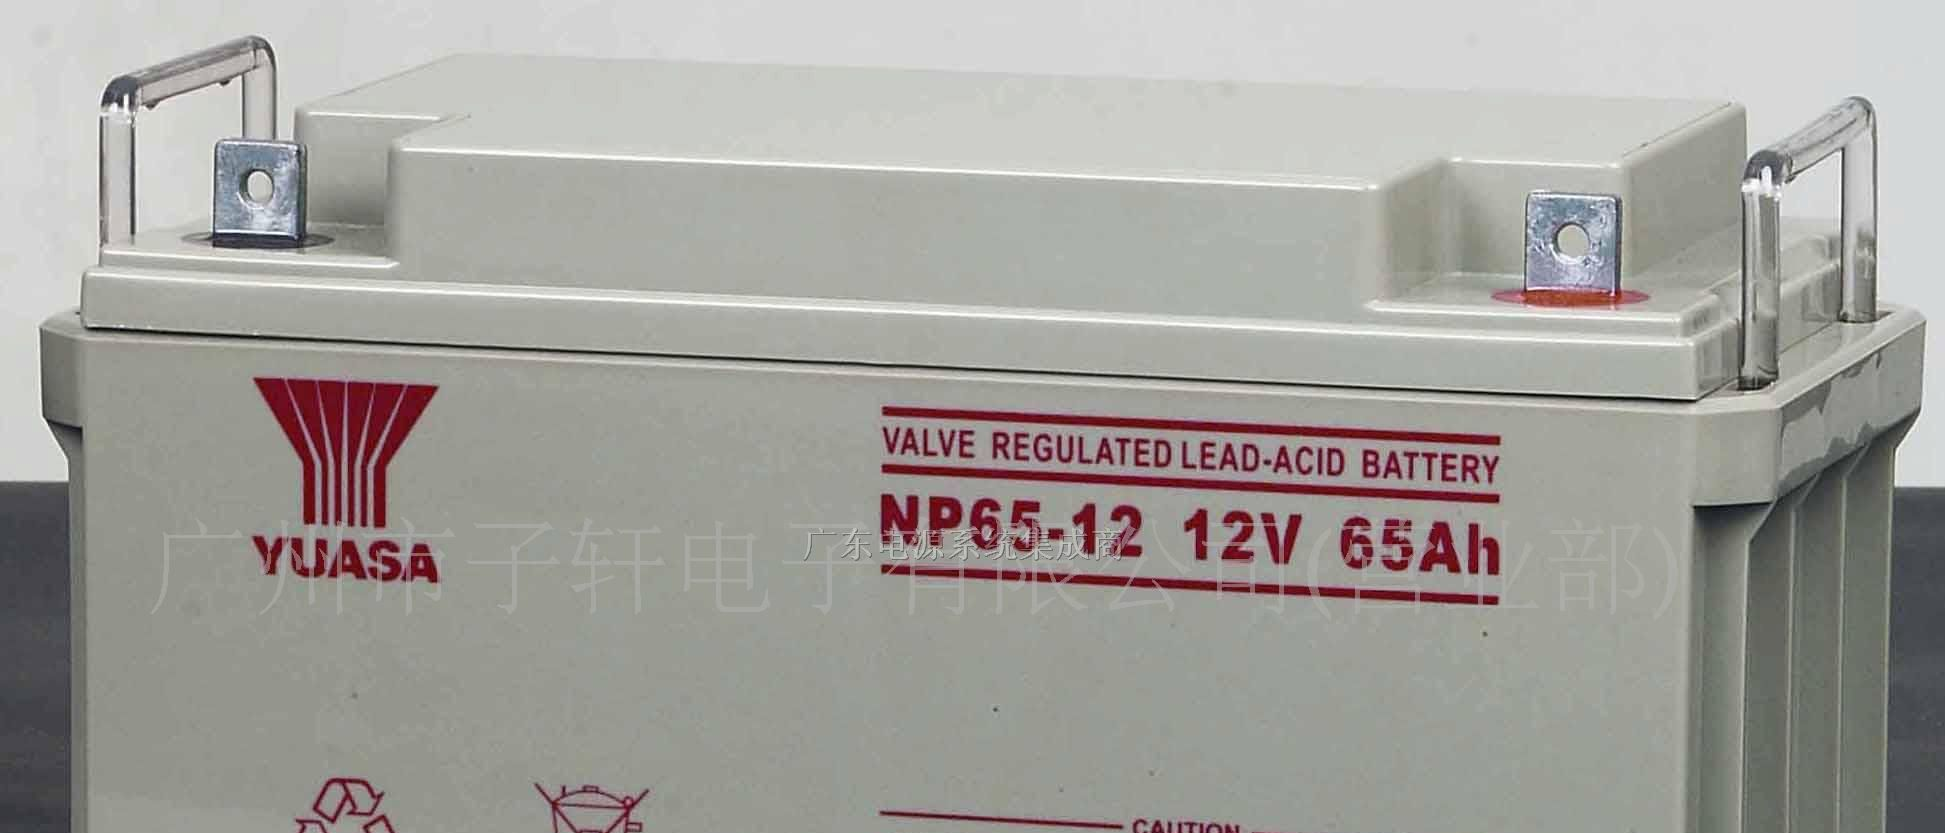 YUASA
VALVE REGULATED LEAD-ACID BATTERY
NP65-12 12V 65Ah
广东电源系统集成商
广州市子轩电子有限公司(营业部)
CAUTION